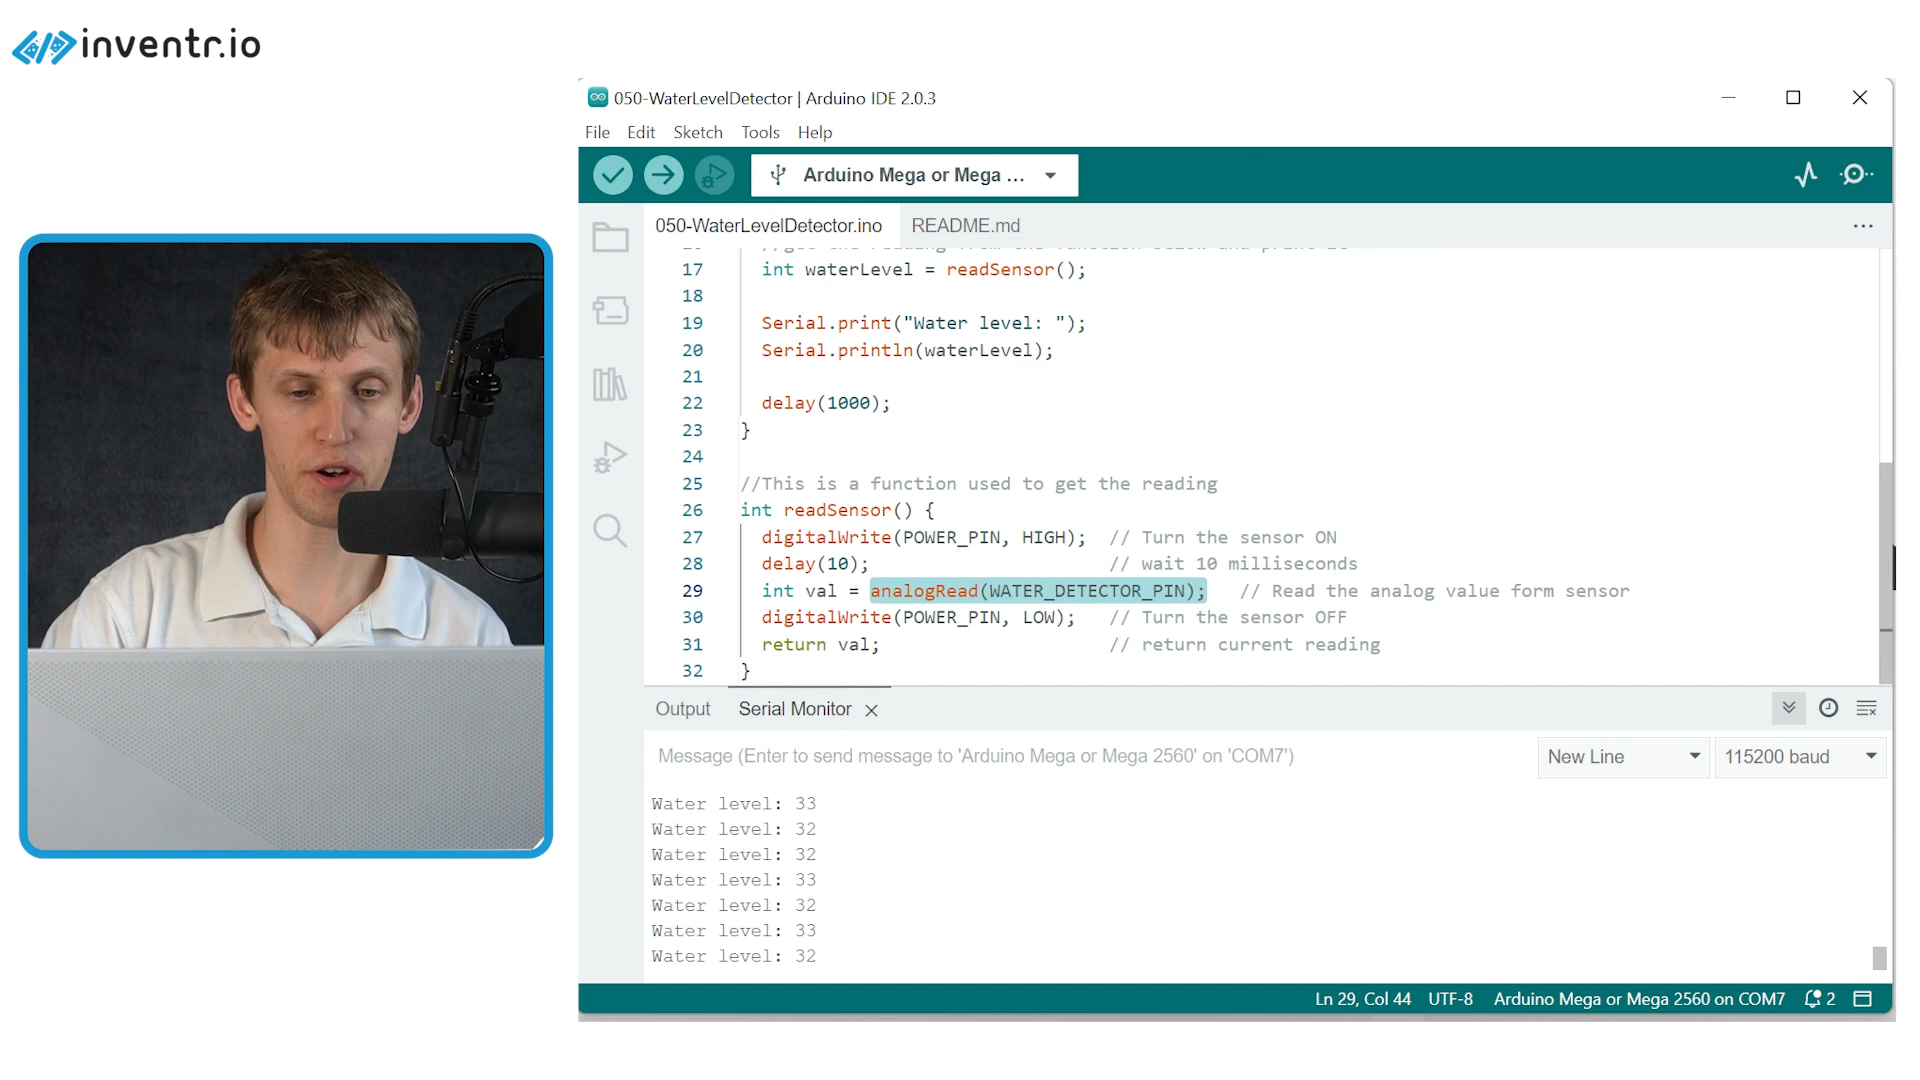 inventr.io
050-WaterLevelDetector | Arduino IDE 2.0.3
File Edit Sketch Tools Help
Arduino Mega or Mega ...
050-WaterLevelDetector.ino README.md
17 int waterLevel = readSensor();
18
19 Serial.print("Water level: ");
20 Serial.println(waterLevel);
21
22 delay(1000);
23 }
24
25 //This is a function used to get the reading
26 int readSensor() {
27 digitalWrite(POWER_PIN, HIGH); // Turn the sensor ON
28 delay(10); // wait 10 milliseconds
29 int val = analogRead(WATER_DETECTOR_PIN); // Read the analog value form sensor
30 digitalWrite(POWER_PIN, LOW); // Turn the sensor OFF
31 return val; // return current reading
32 }
Output Serial Monitor
Message (Enter to send message to 'Arduino Mega or Mega 2560' on 'COM7')
New Line 115200 baud
Water level: 33
Water level: 32
Water level: 32
Water level: 33
Water level: 32
Water level: 33
Water level: 32
Ln 29, Col 44 UTF-8 Arduino Mega or Mega 2560 on COM7 2